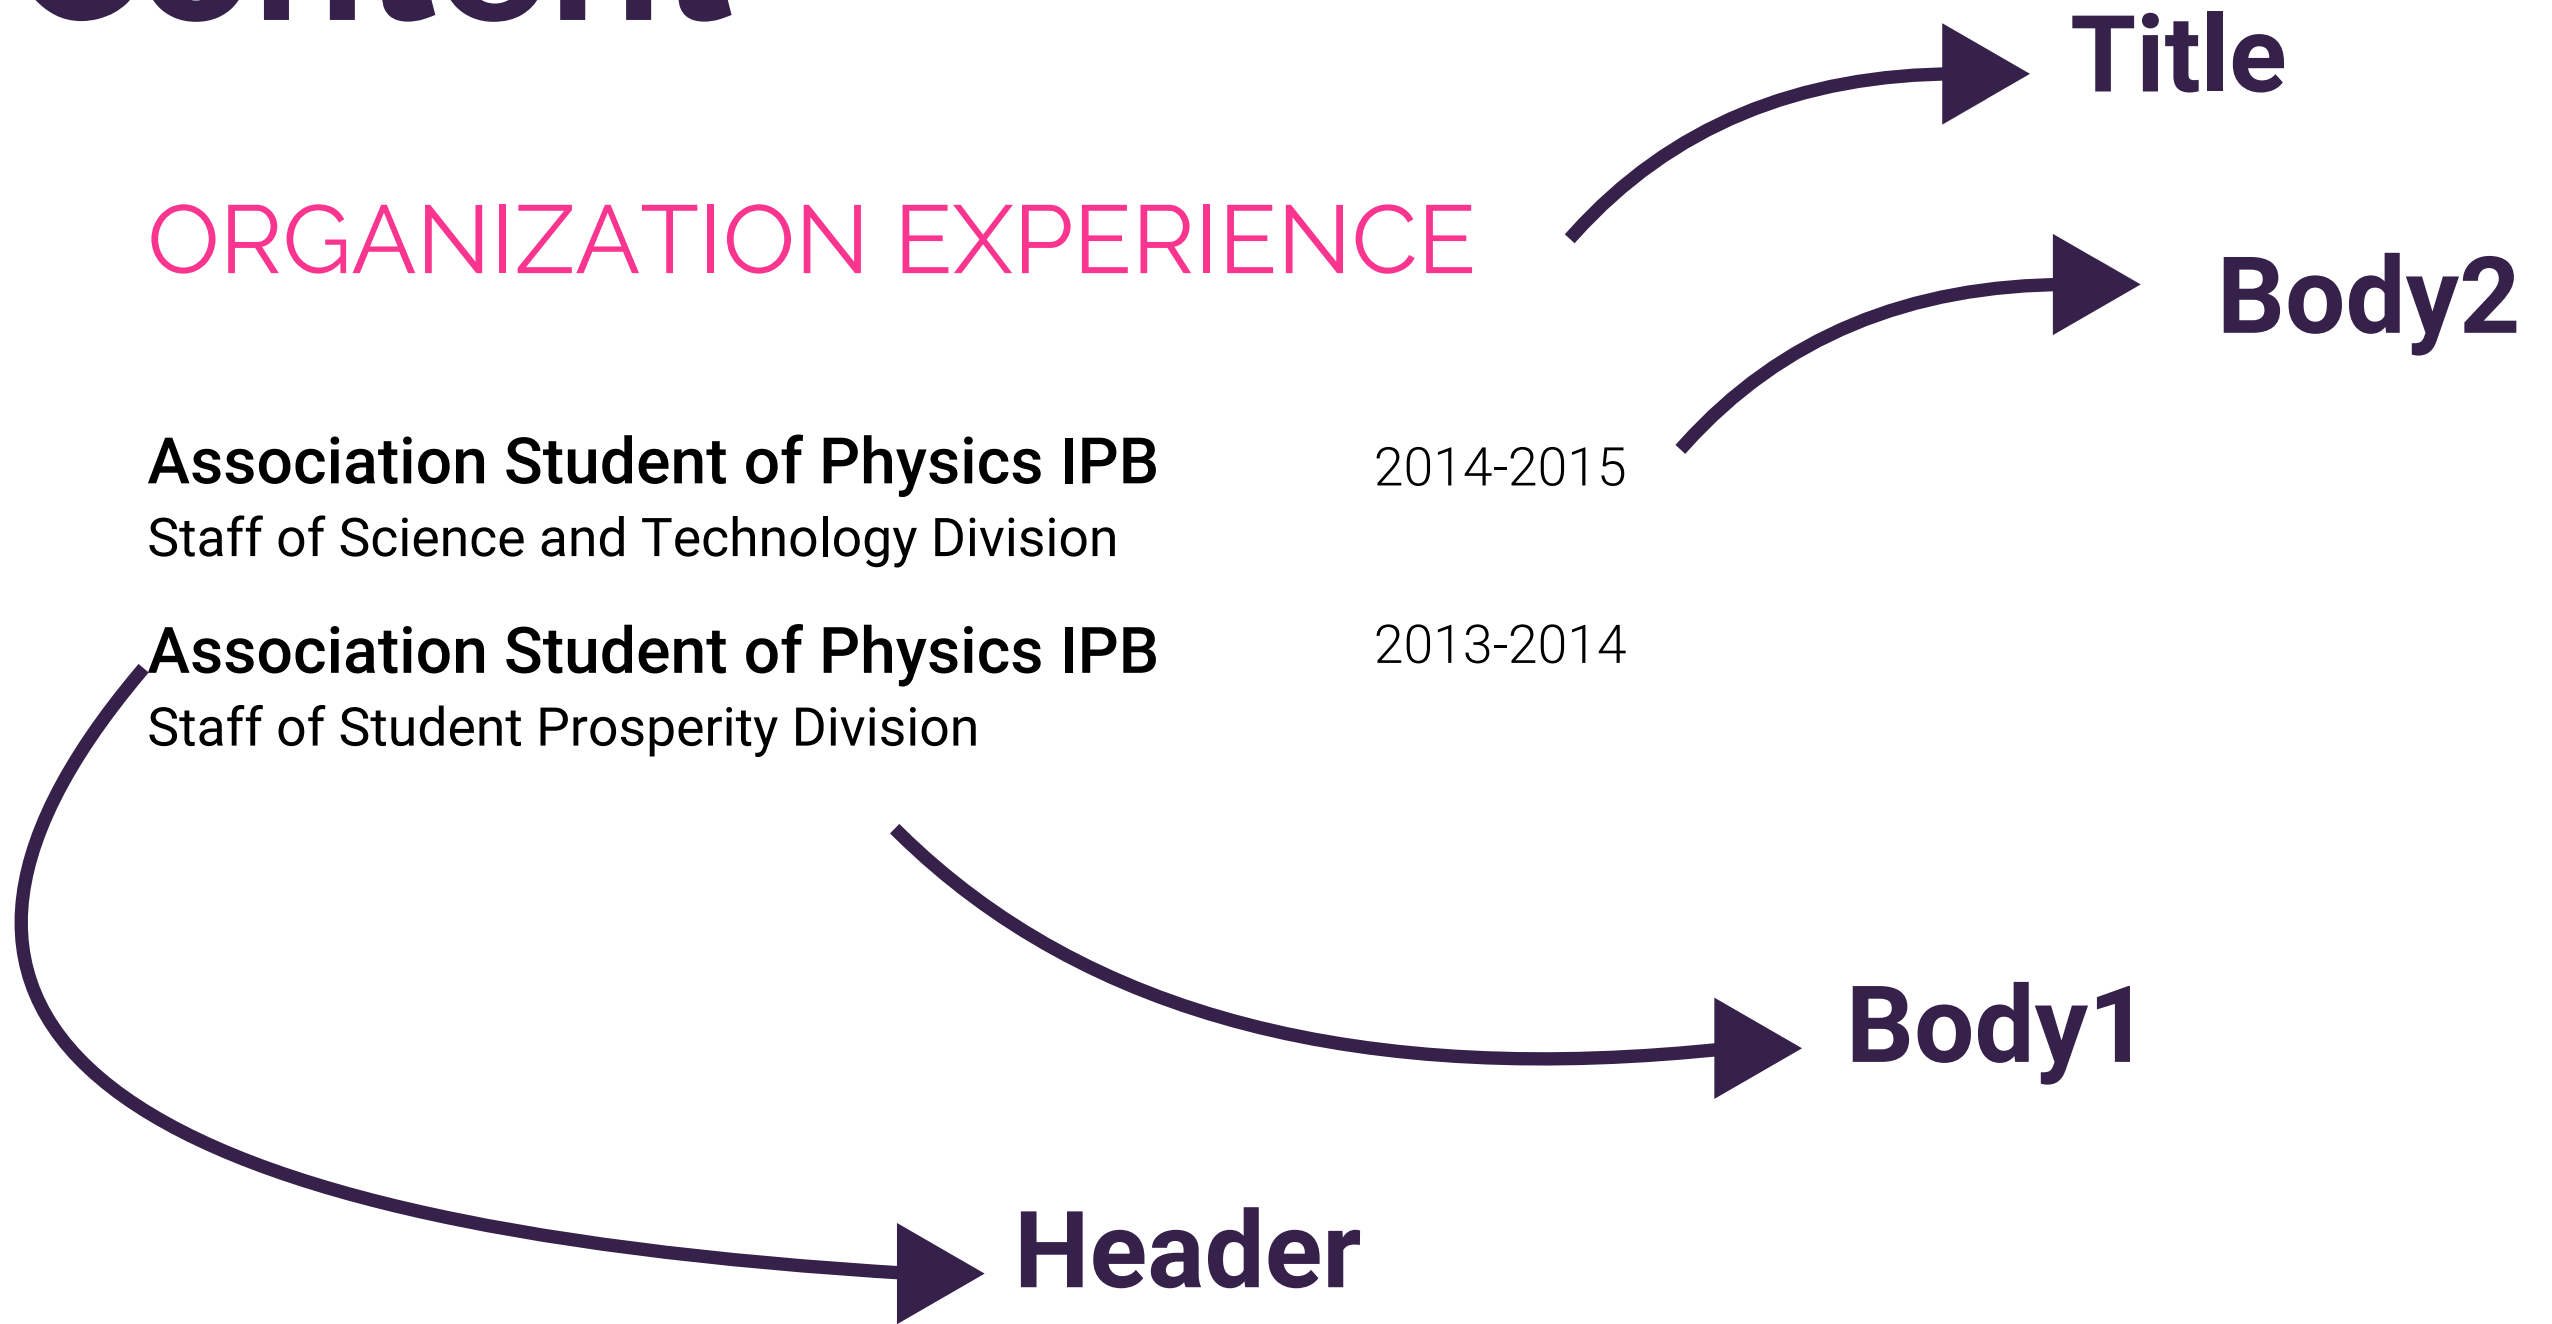 Content
Title
ORGANIZATION EXPERIENCE
Body2
Association Student of Physics IPB 2014-2015
Staff of Science and Technology Division
Association Student of Physics IPB 2013-2014
Staff of Student Prosperity Division
Body1
Header